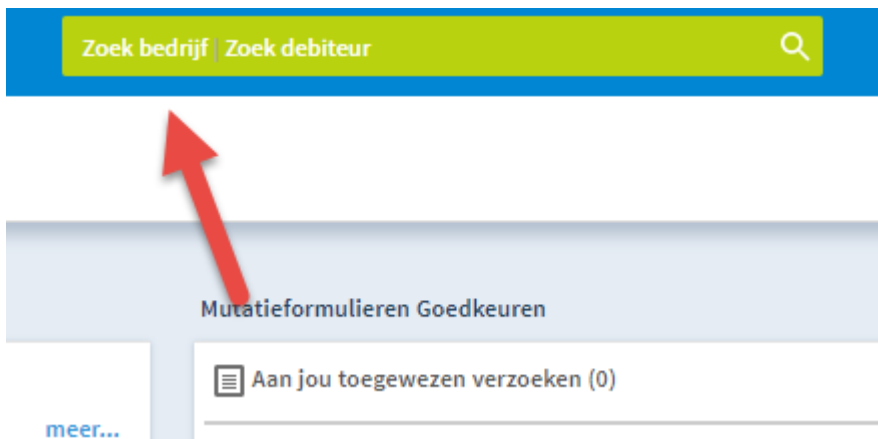 Zoek bedrijf | Zoek debiteur
Mutatieformulieren Goedkeuren
Aan jou toegewezen verzoeken (0)
meer...